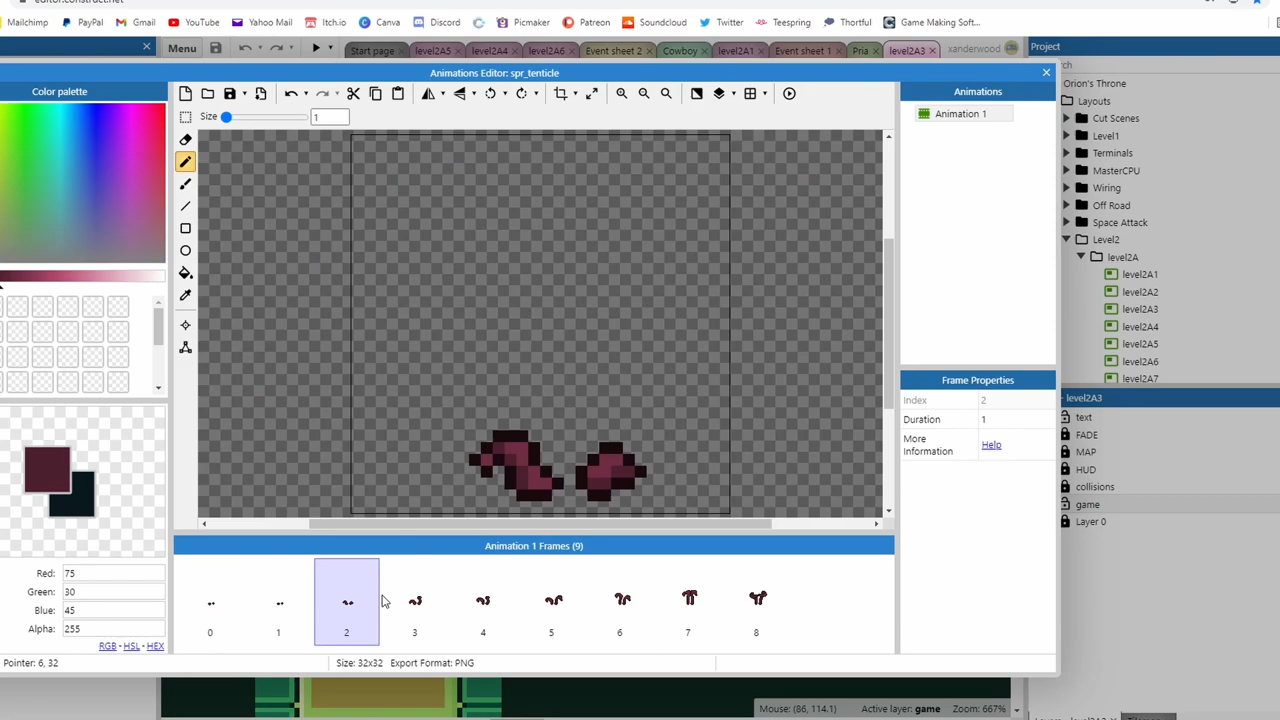 editor.construct.net
Mailchimp PayPal Gmail YouTube Yahoo Mail Itch.io Canva Discord Picmaker Patreon Soundcloud Twitter Teespring Thortful Game Making Soft...
Menu Start page level2A5 level2A4 level2A6 Event sheet 2 Cowboy level2A1 Event sheet 1 Pria level2A3 xanderwood Project
Animations Editor: spr_tenticle
Color palette
Animations
Size 1
Animation 1
Orion's Throne
Layouts
Cut Scenes
Level1
Terminals
MasterCPU
Wiring
Off Road
Space Attack
Level2
level2A
level2A1
level2A2
level2A3
level2A4
level2A5
level2A6
level2A7
Frame Properties
Index 2
Duration 1
More Information Help
level2A3
text
FADE
MAP
HUD
collisions
game
Layer 0
Animation 1 Frames (9)
0 1 2 3 4 5 6 7 8
Red: 75
Green: 30
Blue: 45
Alpha: 255
RGB - HSL - HEX
Pointer: 6, 32
Size: 32x32 Export Format: PNG
Mouse: (86, 114.1) Active layer: game Zoom: 667%